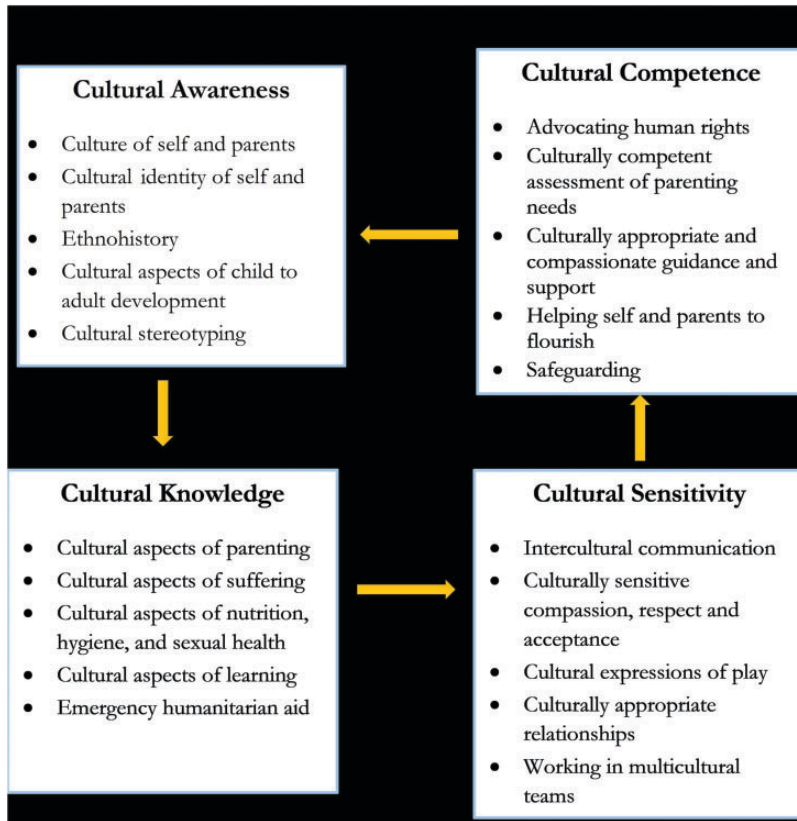 Cultural Awareness
• Culture of self and parents
• Cultural identity of self and
parents
• Ethnohistory
• Cultural aspects of child to
adult development
• Cultural stereotyping
Cultural Competence
• Advocating human rights
• Culturally competent
assessment of parenting
needs
• Culturally appropriate and
compassionate guidance and
support
• Helping self and parents to
flourish
• Safeguarding
Cultural Knowledge
• Cultural aspects of parenting
• Cultural aspects of suffering
• Cultural aspects of nutrition,
hygiene, and sexual health
• Cultural aspects of learning
• Emergency humanitarian aid
Cultural Sensitivity
• Intercultural communication
• Culturally sensitive
compassion, respect and
acceptance
• Cultural expressions of play
• Culturally appropriate
relationships
• Working in multicultural
teams